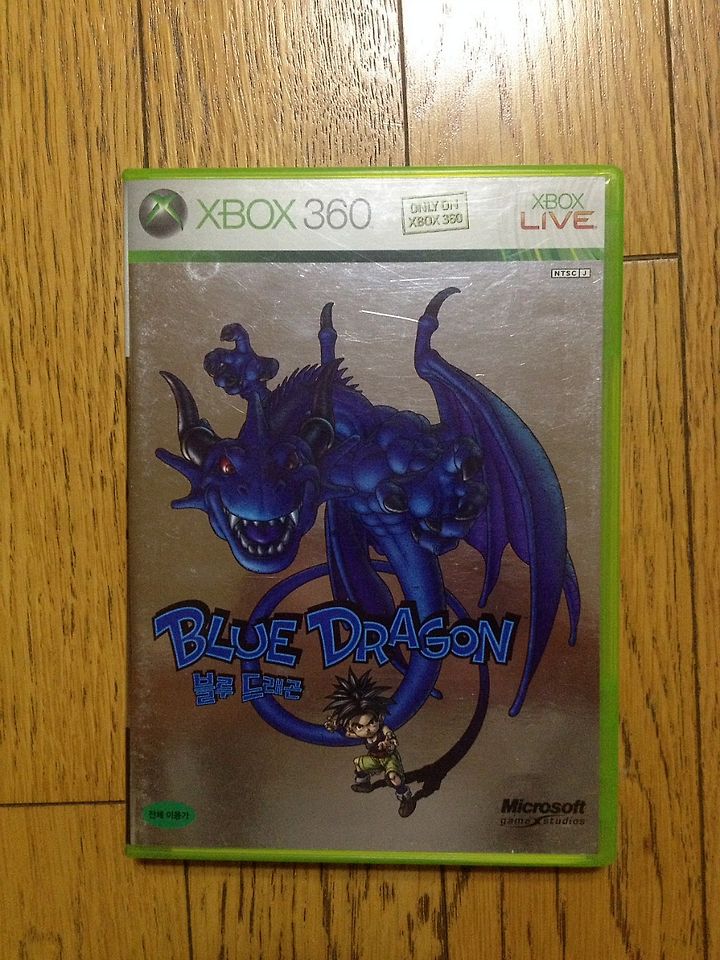 XBOX 360
ONLY ON
XBOX 360
XBOX
LIVE
NTSC J
BLUE DRAGON
블루 드래곤
전체 이용가
Microsoft
game studios